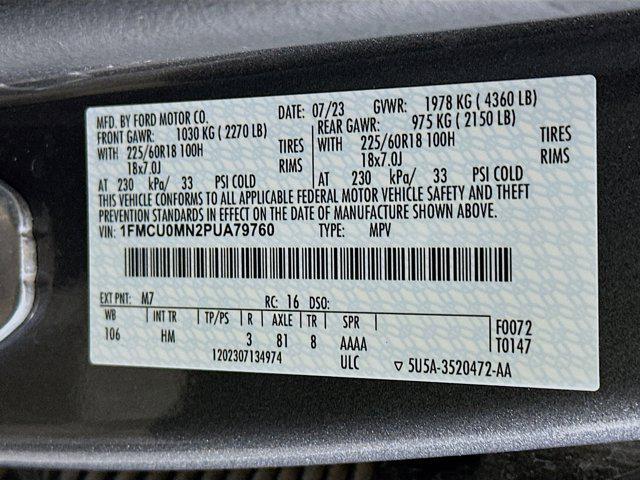 MFD. BY FORD MOTOR CO. DATE: 07/23 GVWR: 1978 KG ( 4360 LB)
FRONT GAWR: 1030 KG ( 2270 LB) REAR GAWR: 975 KG ( 2150 LB)
WITH 225/60R18 100H TIRES WITH 225/60R18 100H TIRES
18x7.0J RIMS 18x7.0J RIMS
AT 230 kPa/ 33 PSI COLD AT 230 kPa/ 33 PSI COLD
THIS VEHICLE CONFORMS TO ALL APPLICABLE FEDERAL MOTOR VEHICLE SAFETY AND THEFT
PREVENTION STANDARDS IN EFFECT ON THE DATE OF MANUFACTURE SHOWN ABOVE.
VIN: 1FMCU0MN2PUA79760 TYPE: MPV
EXT PNT: M7 RC: 16 DSO:
WB INT TR TP/PS R AXLE TR SPR F0072
106 HM 3 81 8 AAAA T0147
1202307134974 ULC ▽ 5U5A-3520472-AA